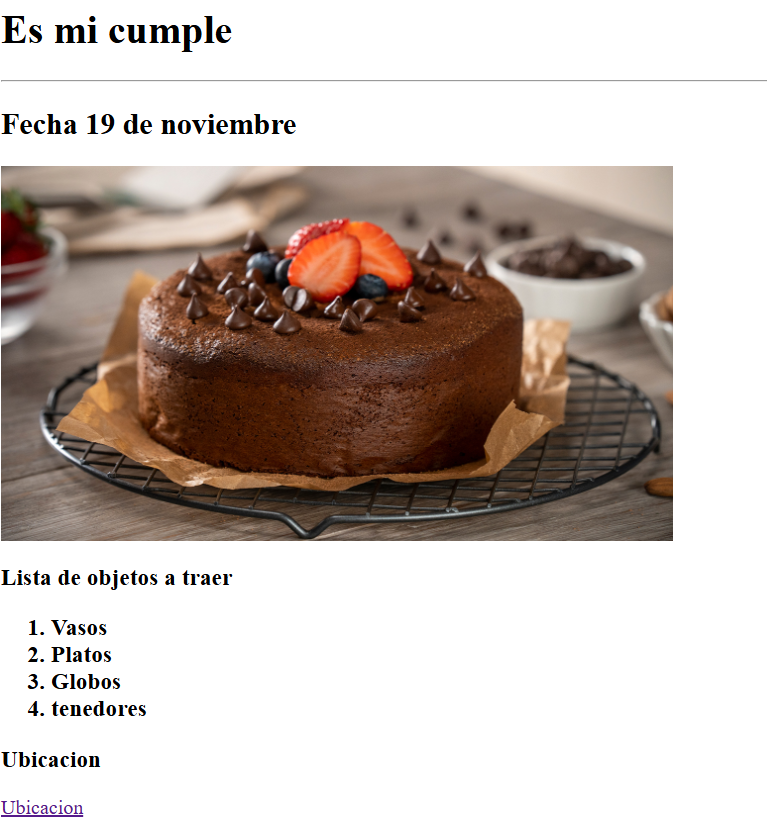 Es mi cumple
Fecha 19 de noviembre
Lista de objetos a traer
1. Vasos
2. Platos
3. Globos
4. tenedores
Ubicacion
Ubicacion